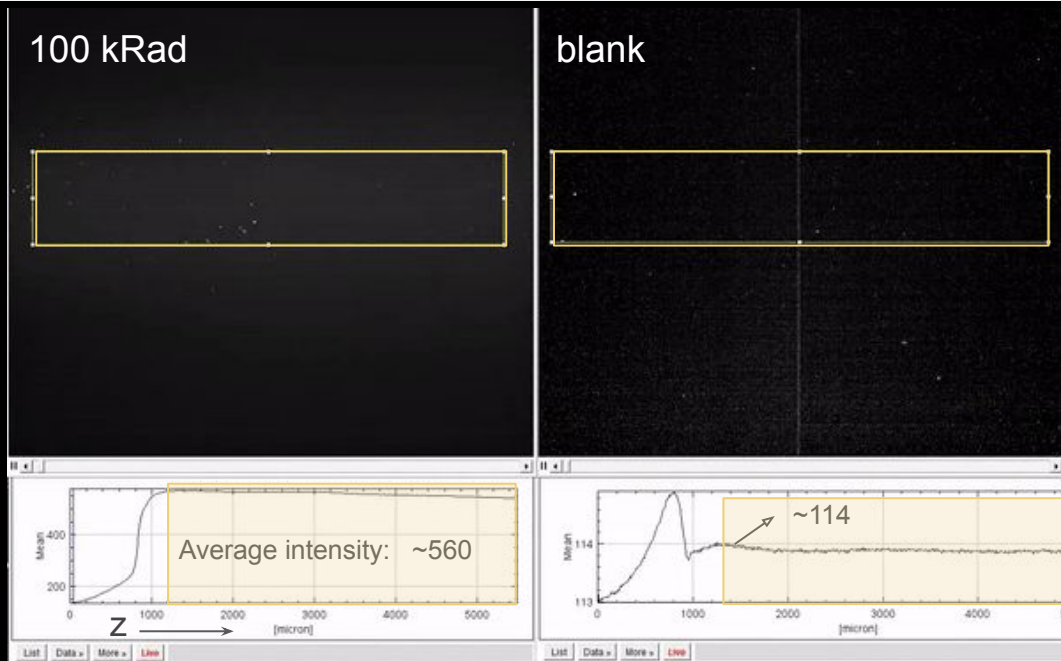 100 kRad
blank
400
200
Mean
Average intensity: ~560
0 1000 2000 3000 4000 5000
[micron]
Z
List Data » More » Live
~114
114
113
Mean
0 1000 2000 3000 4000
[micron]
List Data » More » Live